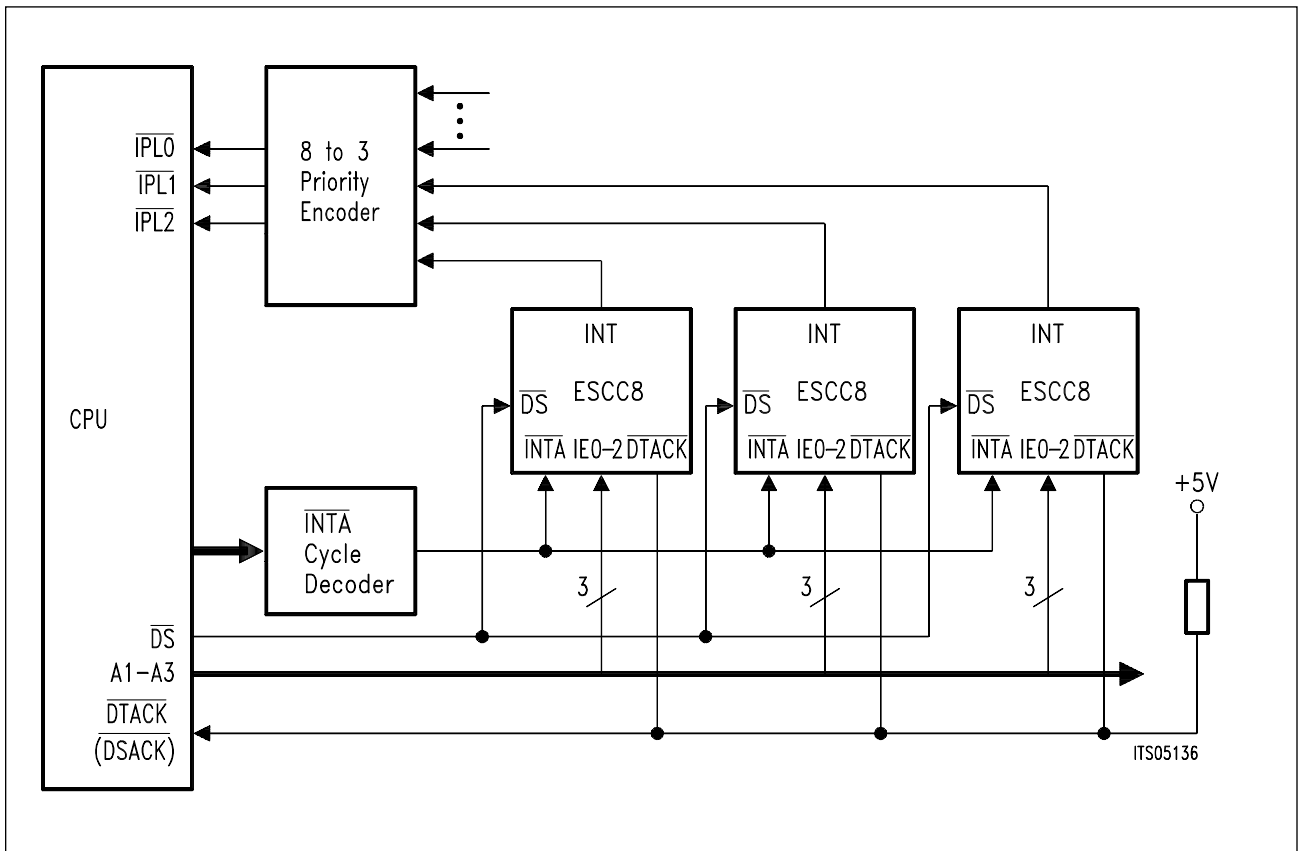 CPU
IPL0
IPL1
IPL2
8 to 3
Priority
Encoder
INT
ESCC8
DS
INTA IE0-2 DTACK
INT
ESCC8
DS
INTA IE0-2 DTACK
INT
ESCC8
DS
INTA IE0-2 DTACK
+5V
INTA
Cycle
Decoder
3
3
3
DS
A1-A3
DTACK
(DSACK)
ITS05136